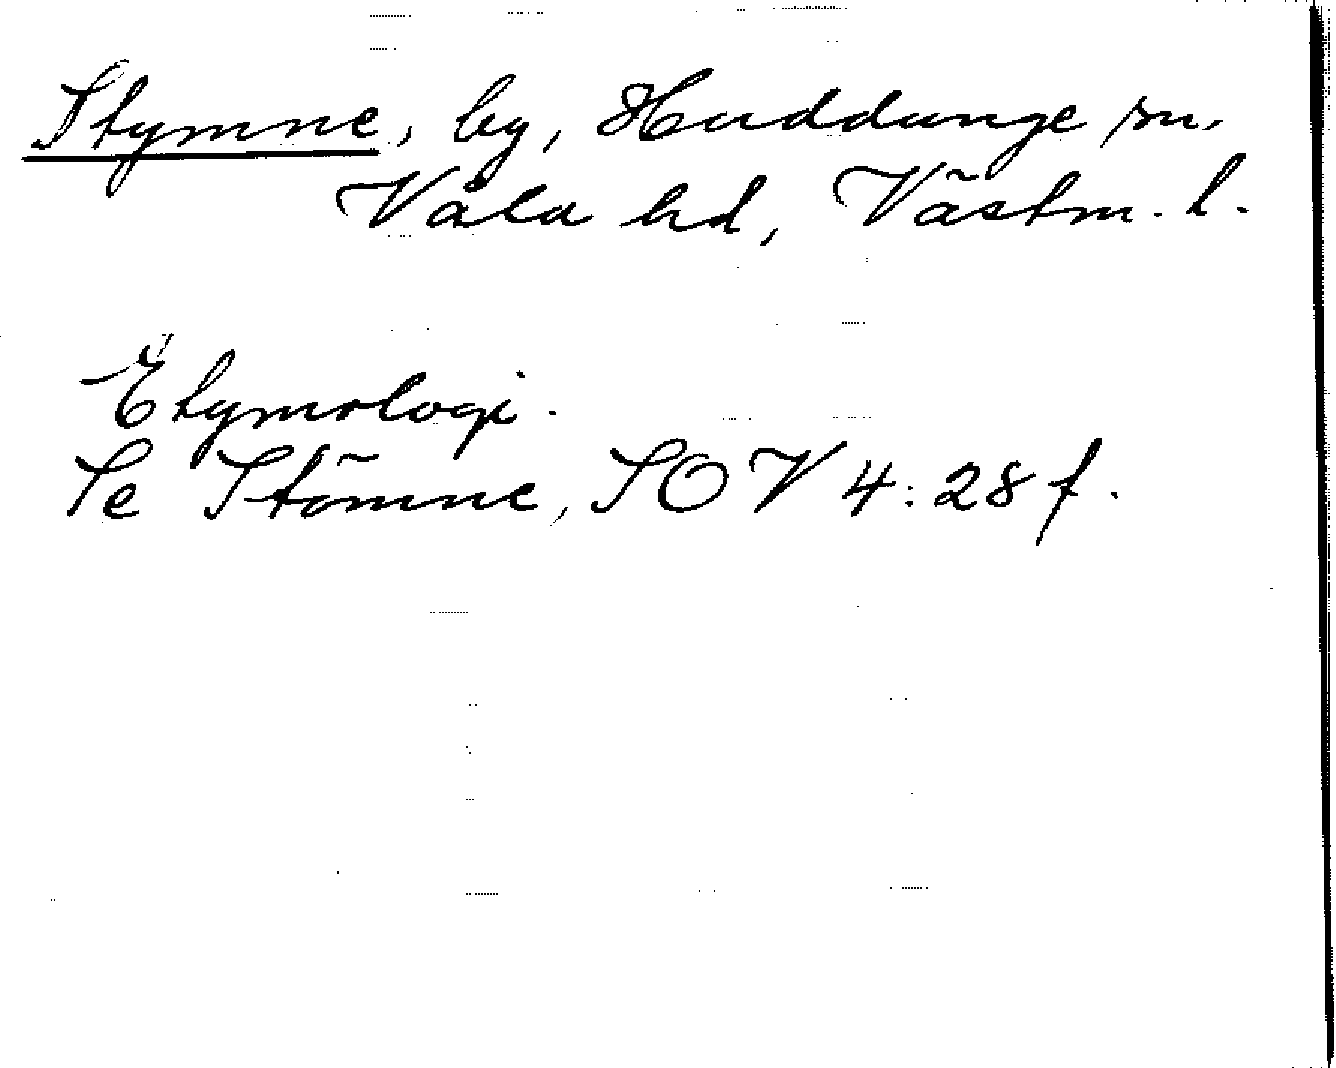 Stymne, by, Huddunge sn,
Våla hd, Västm. l.
Etymologi.
Se Stömne, SOV 4:28 f.